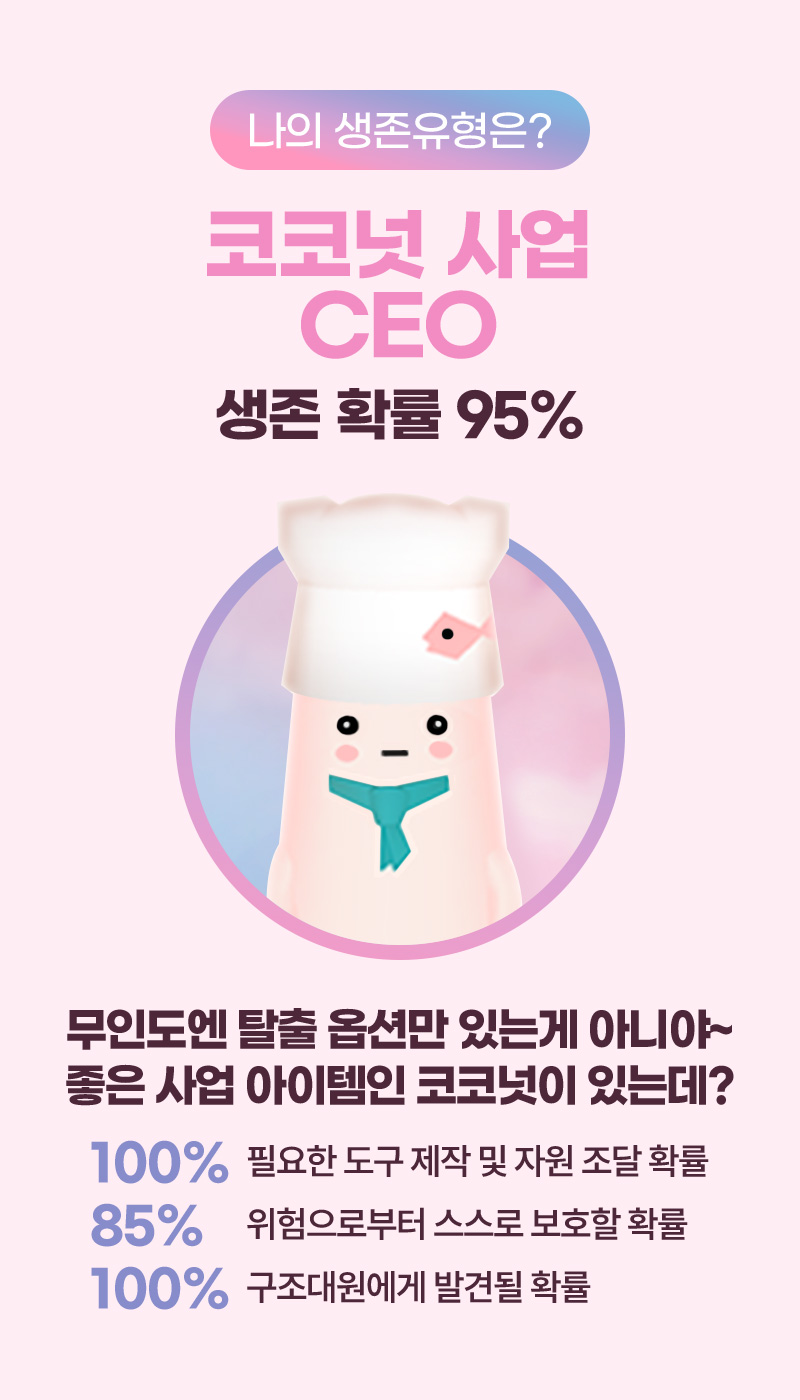 나의 생존유형은?
코코넛 사업
CEO
생존 확률 95%
무인도엔 탈출 옵션만 있는게 아니야~
좋은 사업 아이템인 코코넛이 있는데?
100% 필요한 도구 제작 및 자원 조달 확률
85% 위험으로부터 스스로 보호할 확률
100% 구조대원에게 발견될 확률